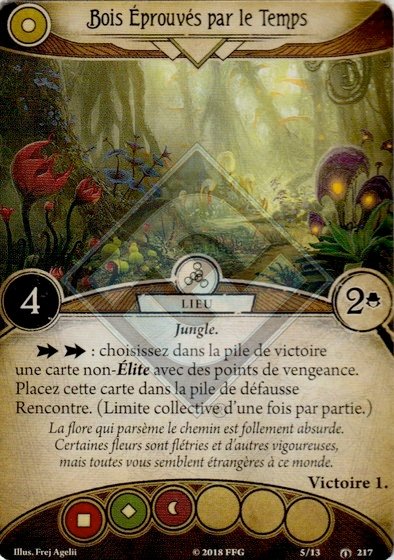 Bois Éprouvés par le Temps
4
LIEU
2
Jungle.
: choisissez dans la pile de victoire
une carte non-Élite avec des points de vengeance.
Placez cette carte dans la pile de défausse
Rencontre. (Limite collective d'une fois par partie.)
La flore qui parsème le chemin est follement absurde.
Certaines fleurs sont flétries et d'autres vigoureuses,
mais toutes vous semblent étrangères à ce monde.
Victoire 1.
Illus. Frej Agelii © 2018 FFG 5/13 217